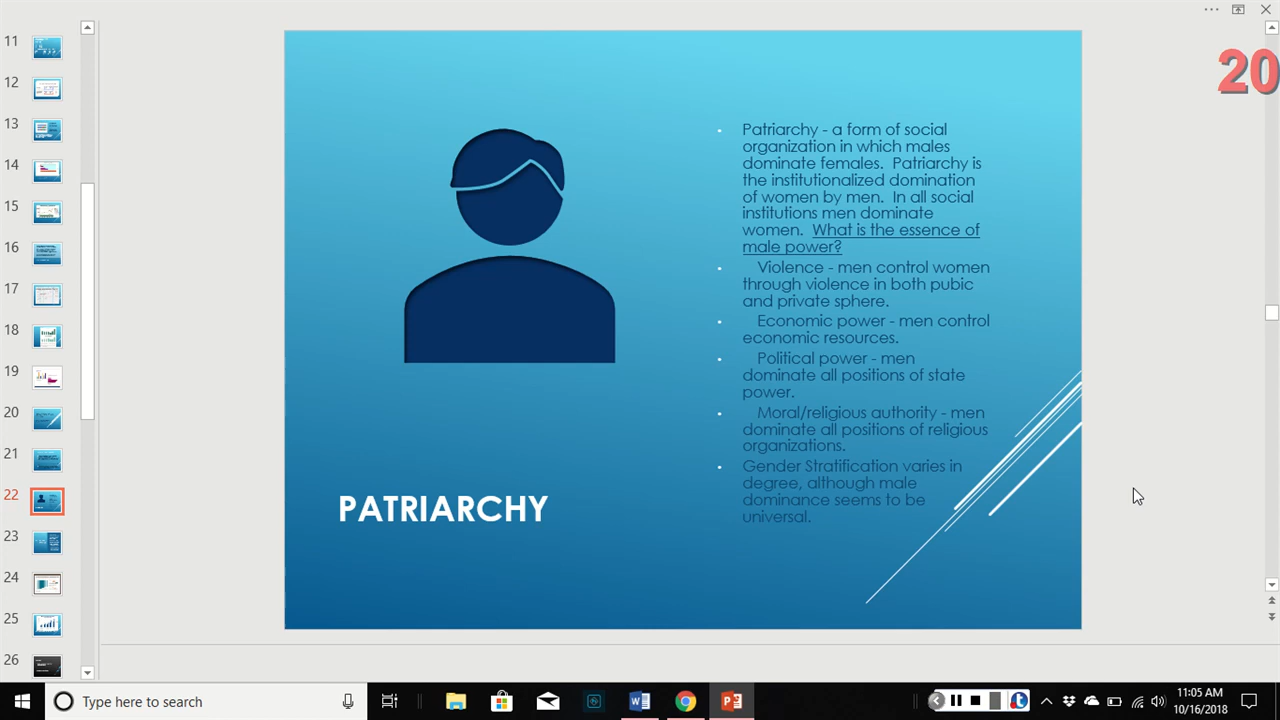 20
11
12
13
14
15
16
17
18
19
20
21
22
23
24
25
26
PATRIARCHY
Patriarchy - a form of social
organization in which males
dominate females. Patriarchy is
the institutionalized domination
of women by men. In all social
institutions men dominate
women. What is the essence of
male power?
Violence - men control women
through violence in both pubic
and private sphere.
Economic power - men control
economic resources.
Political power - men
dominate all positions of state
power.
Moral/religious authority - men
dominate all positions of religious
organizations.
Gender Stratification varies in
degree, although male
dominance seems to be
universal.
Type here to search
11:05 AM
10/16/2018